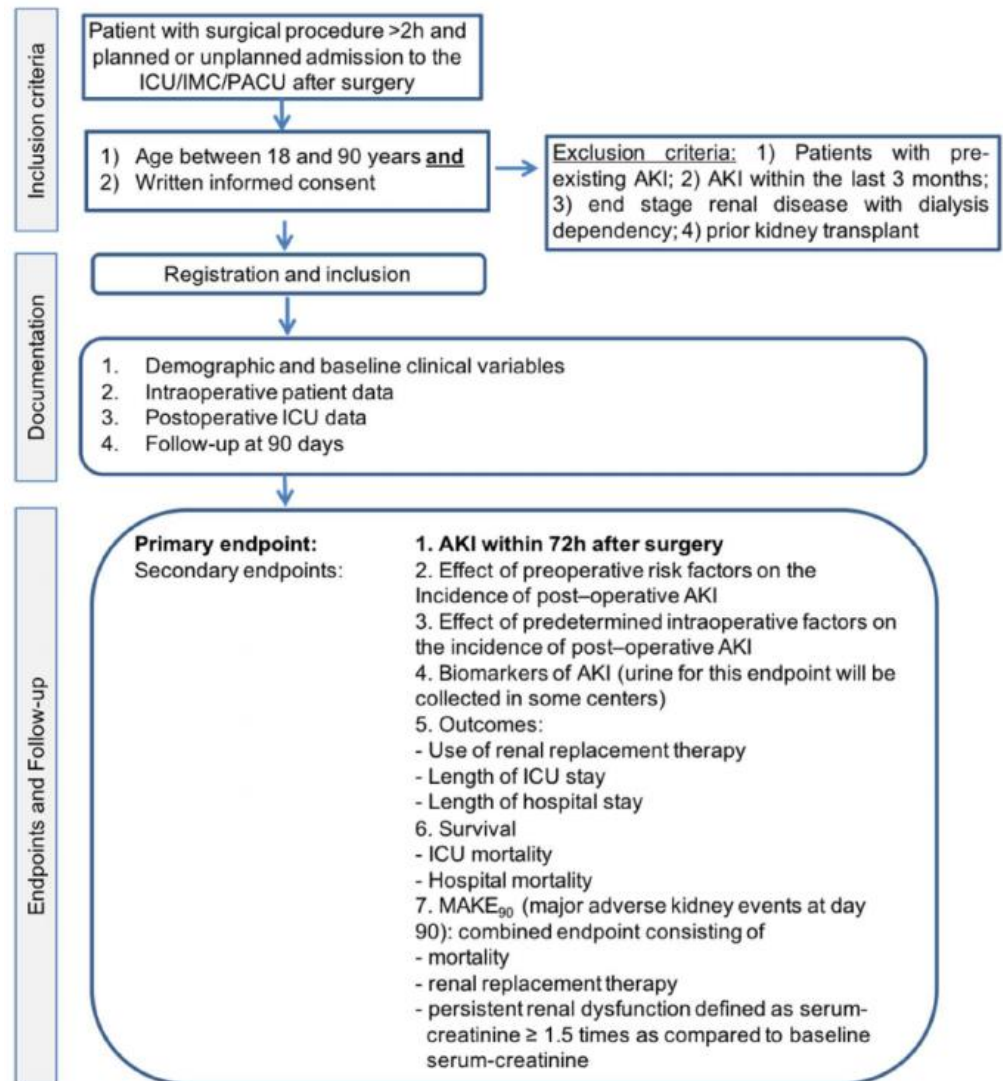 Inclusion criteria
Patient with surgical procedure >2h and
planned or unplanned admission to the
ICU/IMC/PACU after surgery
1) Age between 18 and 90 years and
2) Written informed consent
Exclusion criteria: 1) Patients with pre-
existing AKI; 2) AKI within the last 3 months;
3) end stage renal disease with dialysis
dependency; 4) prior kidney transplant
Documentation
Registration and inclusion
1. Demographic and baseline clinical variables
2. Intraoperative patient data
3. Postoperative ICU data
4. Follow-up at 90 days
Endpoints and Follow-up
Primary endpoint: 1. AKI within 72h after surgery
Secondary endpoints: 2. Effect of preoperative risk factors on the
Incidence of post–operative AKI
3. Effect of predetermined intraoperative factors on
the incidence of post–operative AKI
4. Biomarkers of AKI (urine for this endpoint will be
collected in some centers)
5. Outcomes:
- Use of renal replacement therapy
- Length of ICU stay
- Length of hospital stay
6. Survival
- ICU mortality
- Hospital mortality
7. MAKE₉₀ (major adverse kidney events at day
90): combined endpoint consisting of
- mortality
- renal replacement therapy
- persistent renal dysfunction defined as serum-
creatinine ≥ 1.5 times as compared to baseline
serum-creatinine